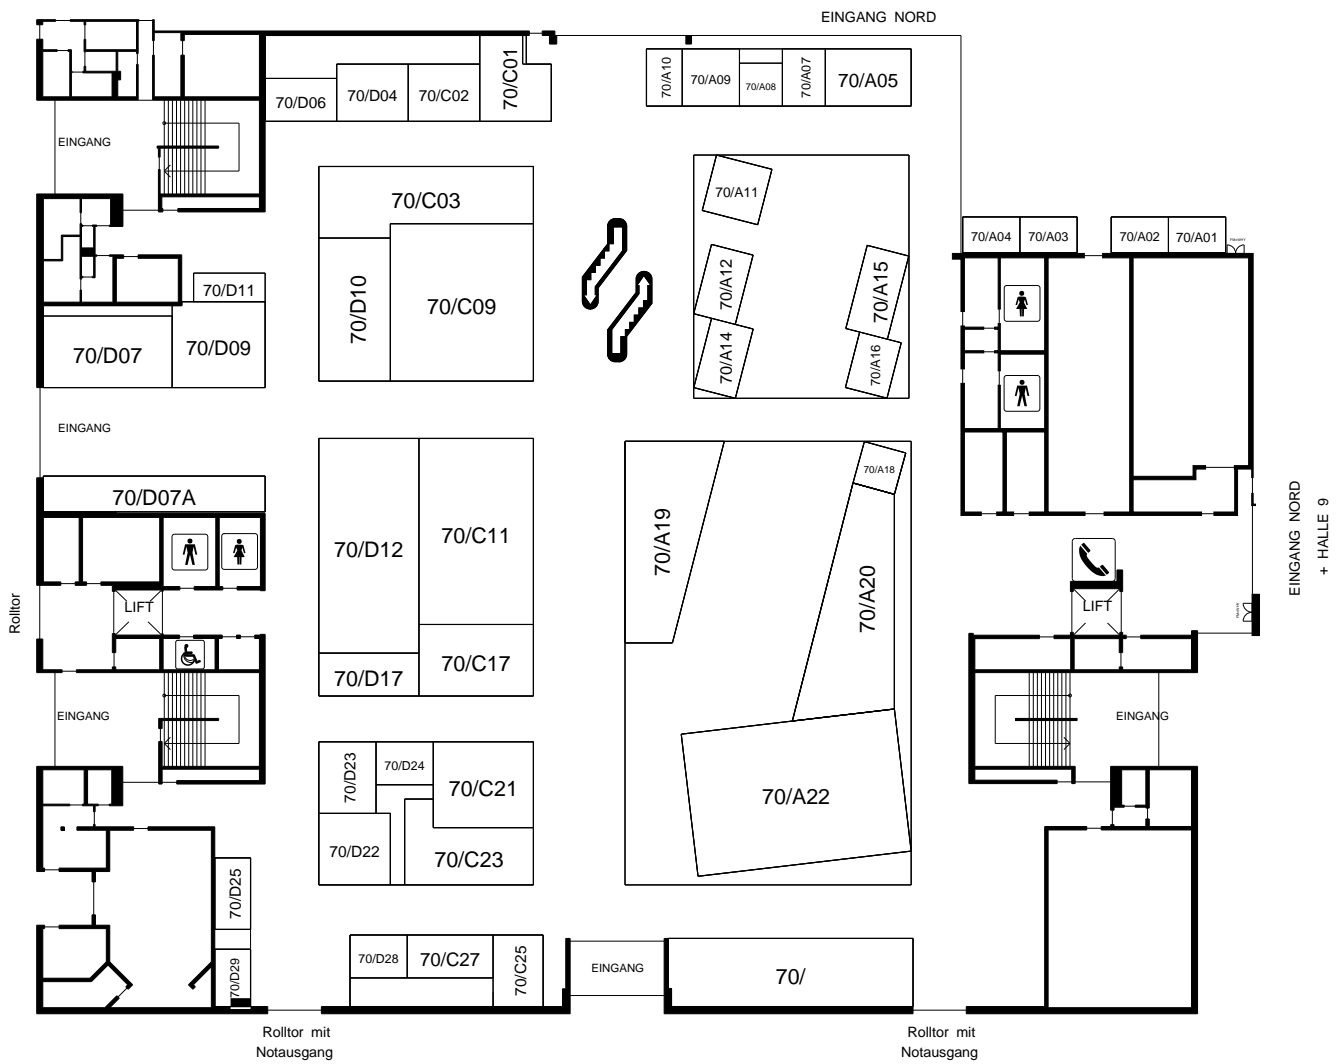 EINGANG NORD
70/C01
70/A10
70/A09
70/A08
70/A07
70/A05
70/D06
70/D04
70/C02
EINGANG
70/A11
70/C03
70/A04
70/A03
70/A02
70/A01
70/D11
70/D10
70/C09
70/A12
70/A15
70/D07
70/D09
70/A14
70/A16
EINGANG
70/A18
70/D07A
70/D12
70/C11
70/A19
70/A20
EINGANG NORD
+ HALLE 9
Rolltor
LIFT
LIFT
70/D17
70/C17
EINGANG
EINGANG
70/D23
70/D24
70/C21
70/A22
70/D22
70/C23
70/D25
70/D28
70/C27
70/C25
EINGANG
70/
70/D29
Rolltor mit
Notausgang
Rolltor mit
Notausgang